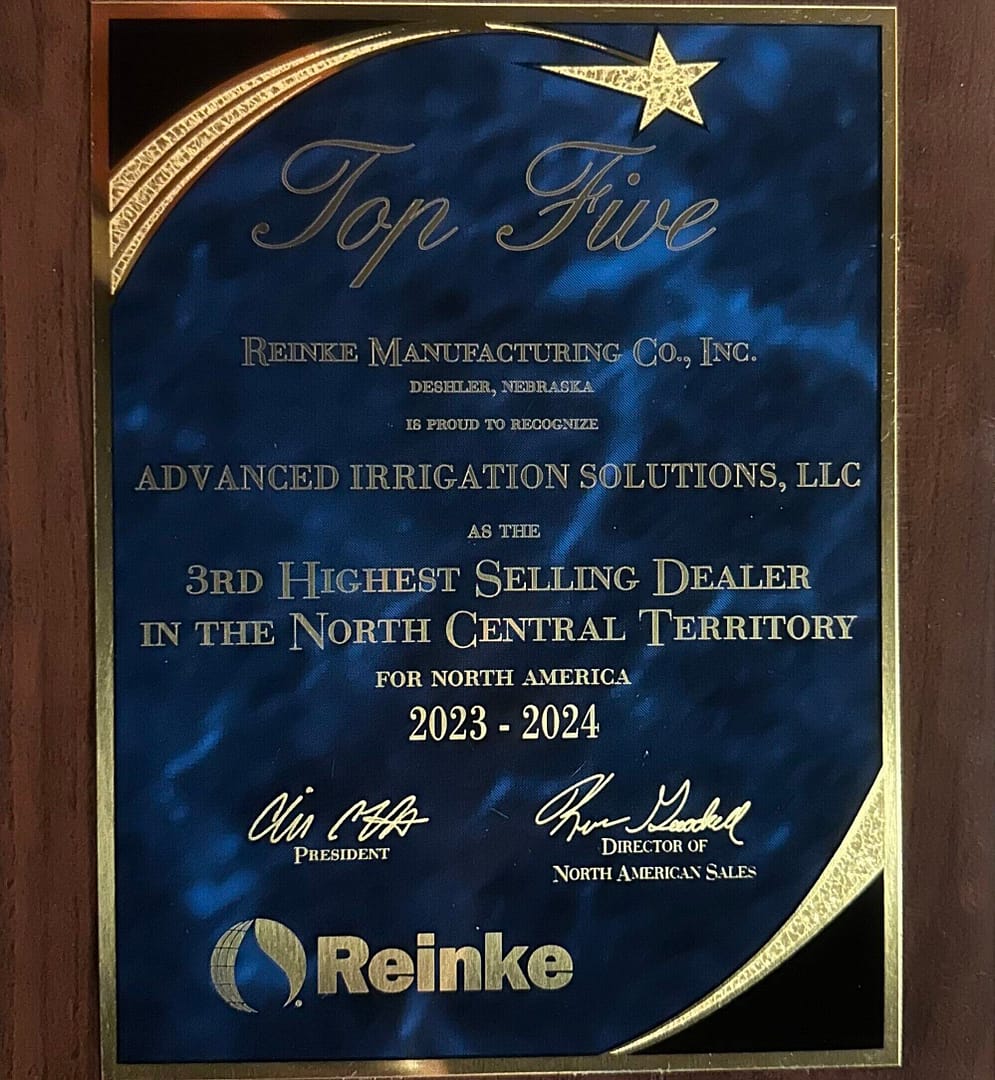 Top Five
REINKE MANUFACTURING CO., INC.
DESHLER, NEBRASKA
IS PROUD TO RECOGNIZE
ADVANCED IRRIGATION SOLUTIONS, LLC
AS THE
3RD HIGHEST SELLING DEALER
IN THE NORTH CENTRAL TERRITORY
FOR NORTH AMERICA
2023 - 2024
PRESIDENT
DIRECTOR OF
NORTH AMERICAN SALES
Reinke